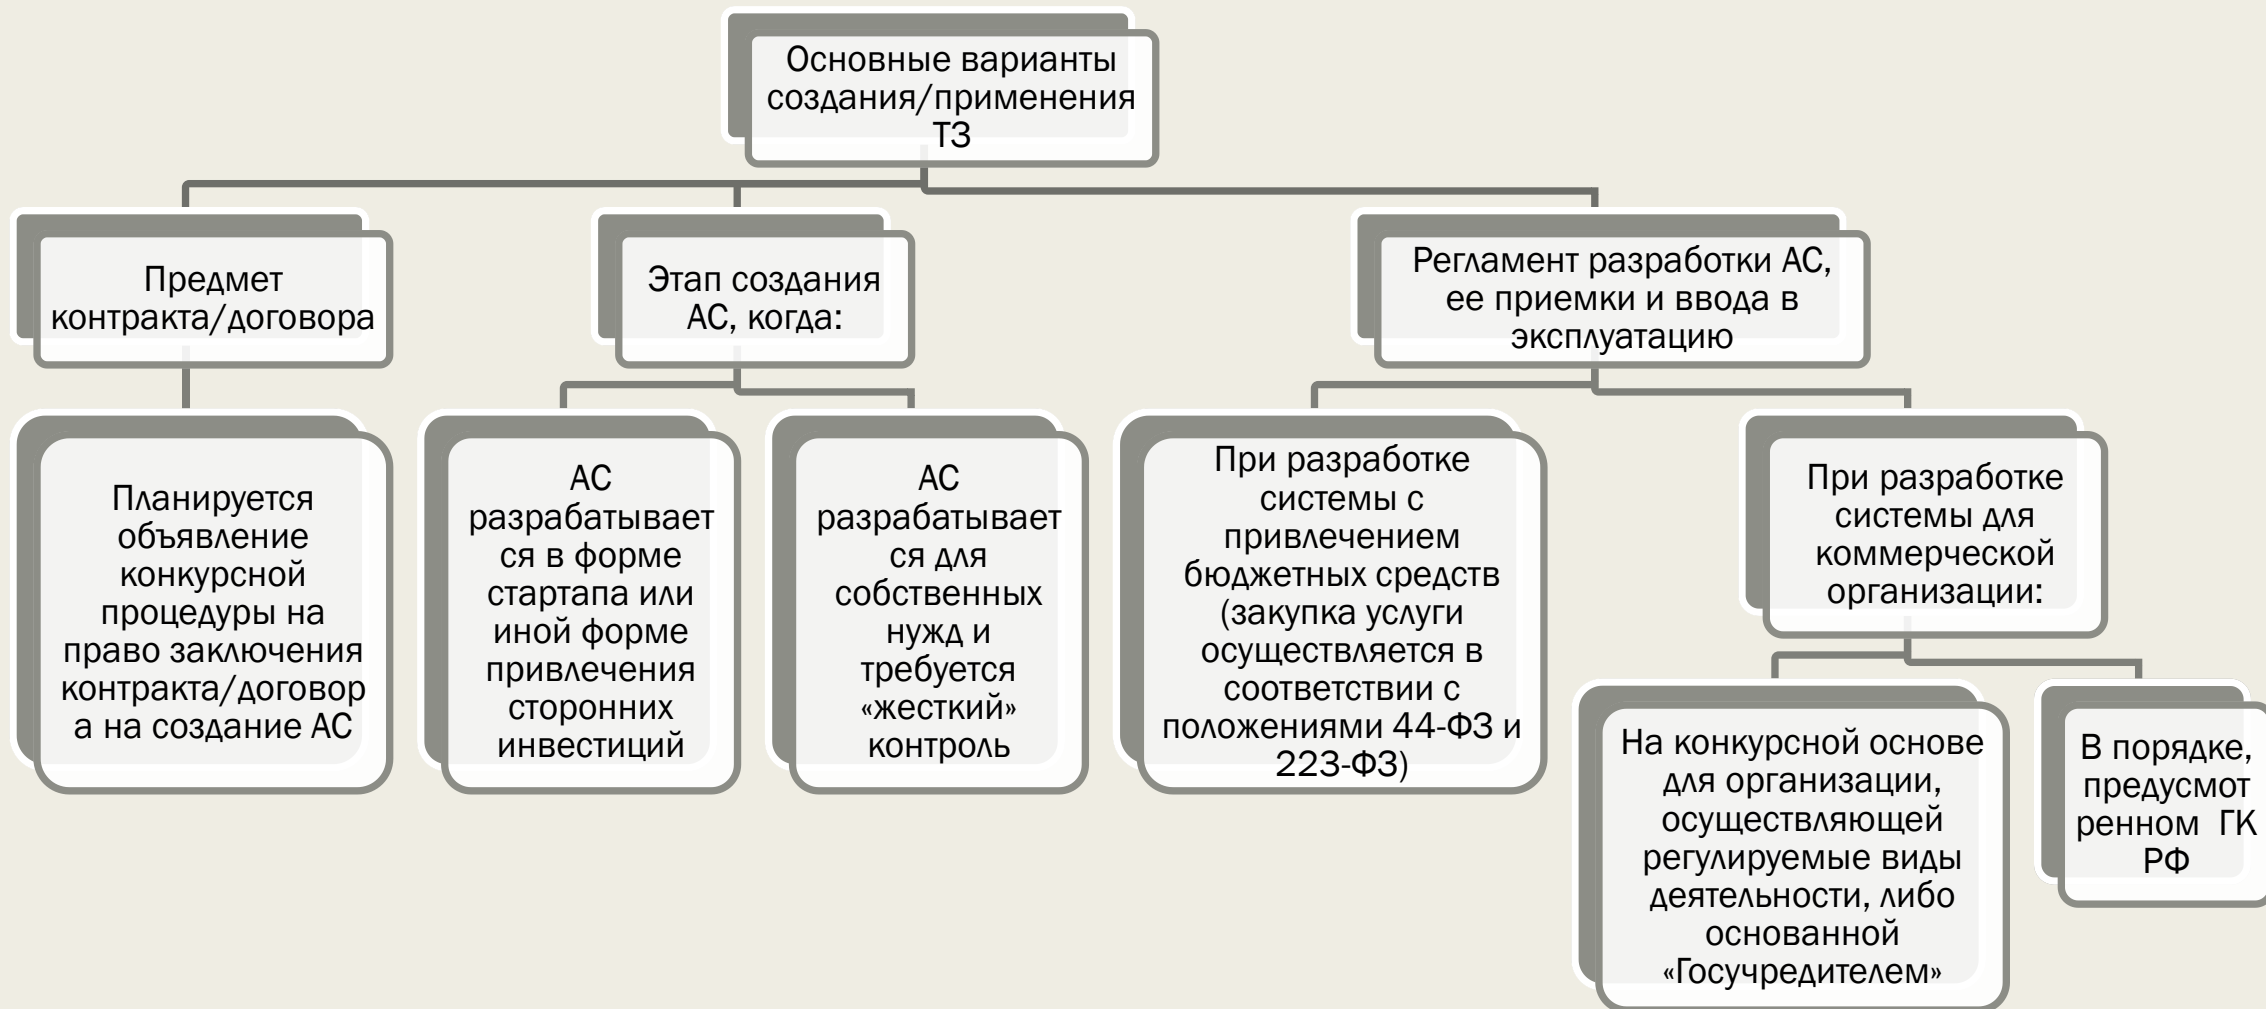 Основные варианты
создания/применения
ТЗ
Предмет
контракта/договора
Этап создания
АС, когда:
Регламент разработки АС,
ее приемки и ввода в
эксплуатацию
Планируется
объявление
конкурсной
процедуры на
право заключения
контракта/договор
а на создание АС
АС
разрабатывает
ся в форме
стартапа или
иной форме
привлечения
сторонних
инвестиций
АС
разрабатывает
ся для
собственных
нужд и
требуется
«жесткий»
контроль
При разработке
системы с
привлечением
бюджетных средств
(закупка услуги
осуществляется в
соответствии с
положениями 44-ФЗ и
223-ФЗ)
При разработке
системы для
коммерческой
организации:
На конкурсной основе
для организации,
осуществляющей
регулируемые виды
деятельности, либо
основанной
«Госучредителем»
В порядке,
предусмот
ренном ГК
РФ